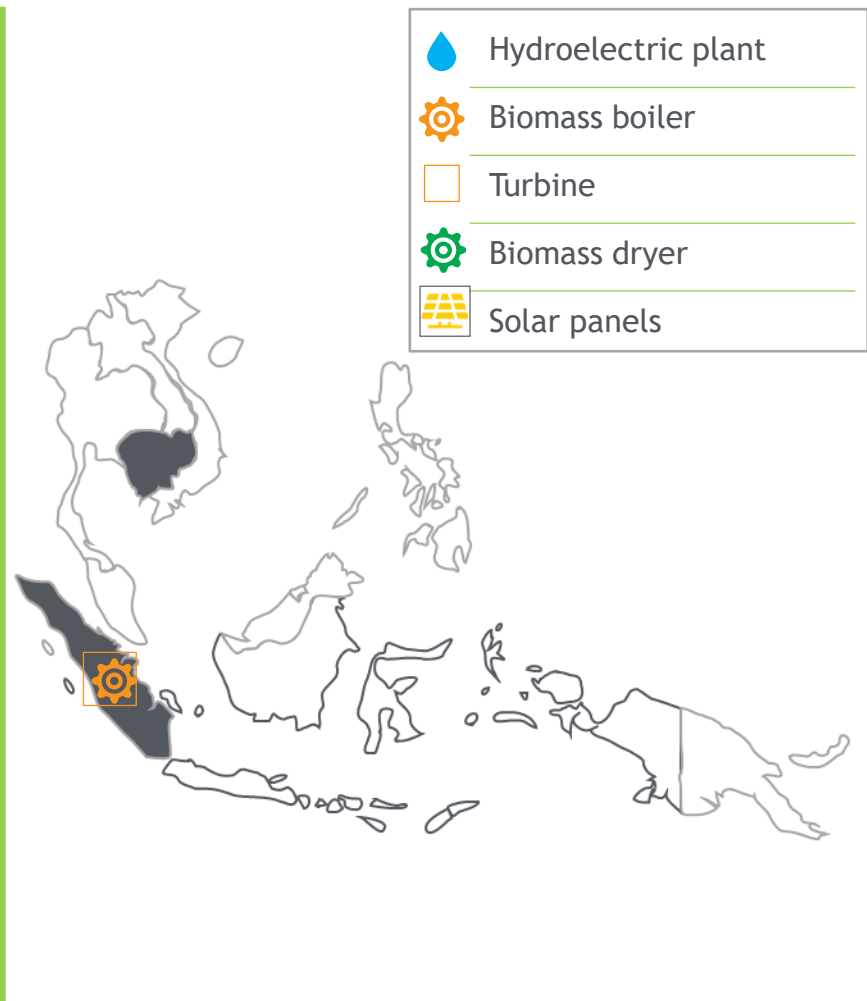 Hydroelectric plant
Biomass boiler
Turbine
Biomass dryer
Solar panels